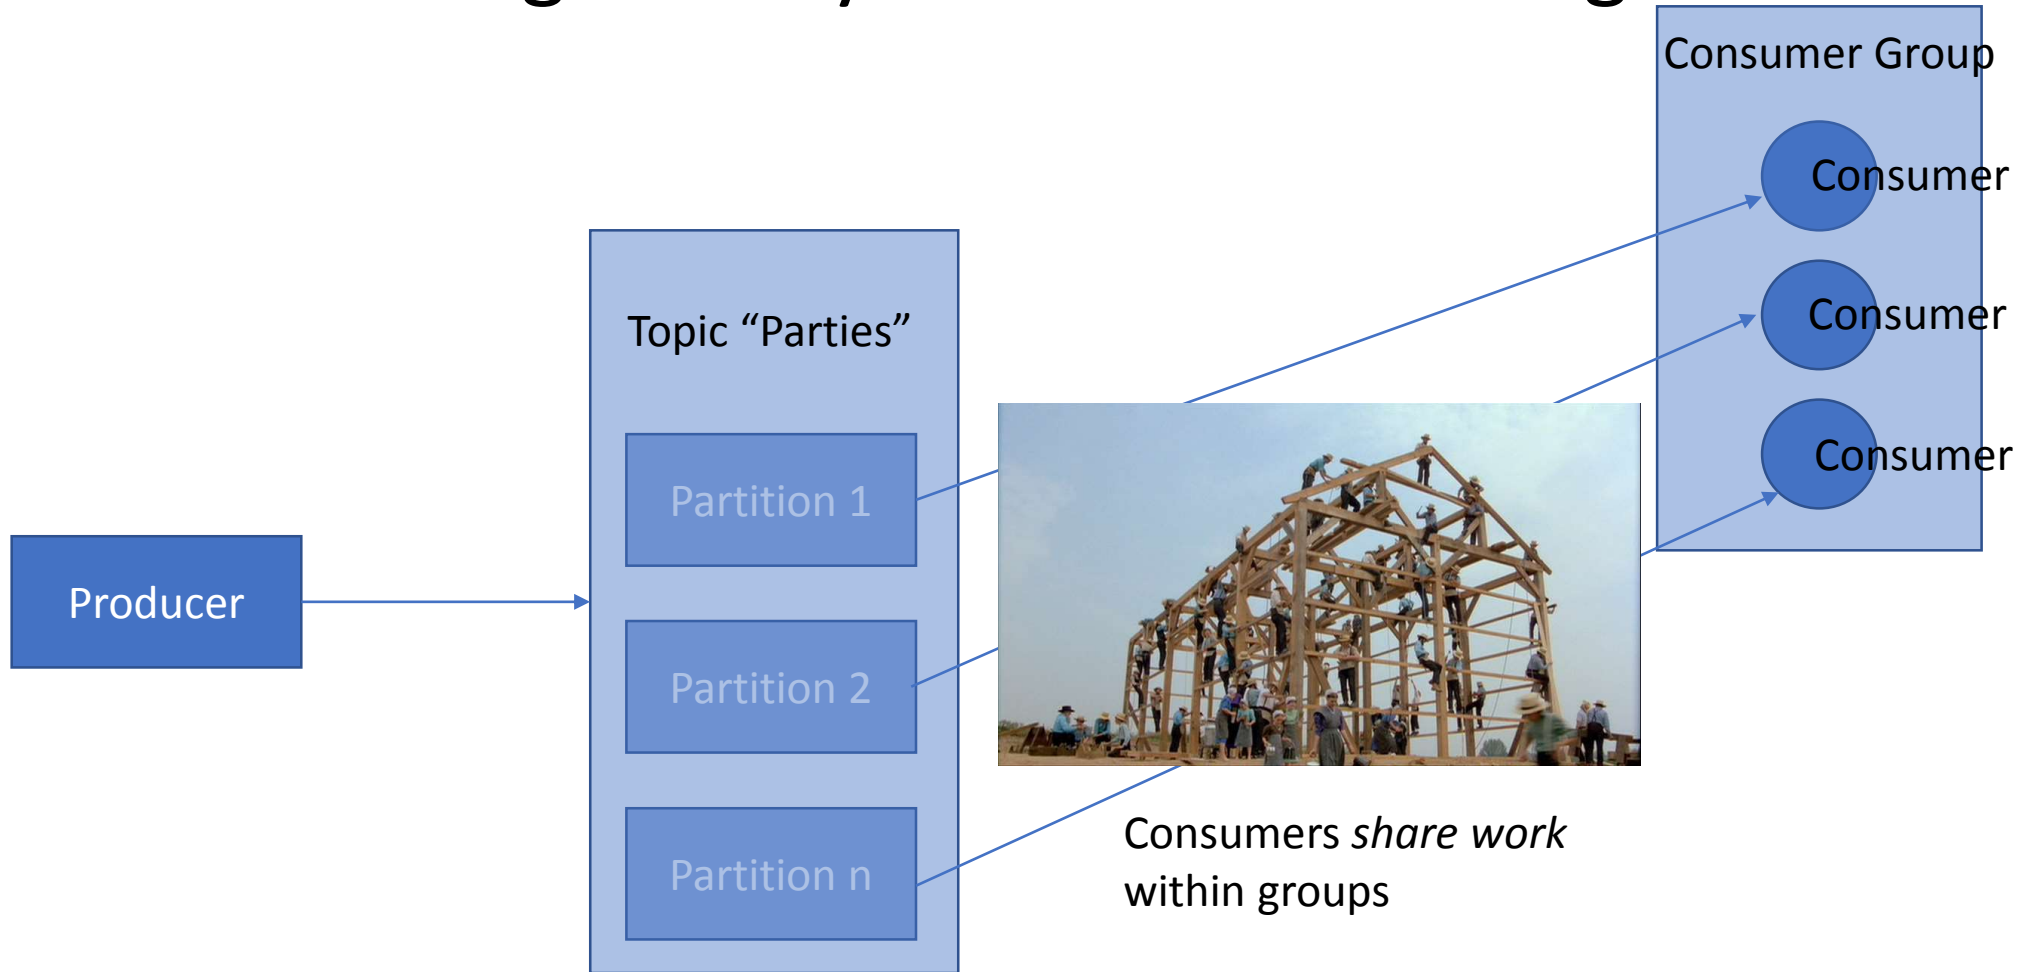 Consumer Group
Consumer
Consumer
Consumer
Topic “Parties”
Partition 1
Partition 2
Partition n
Producer
Consumers share work
within groups